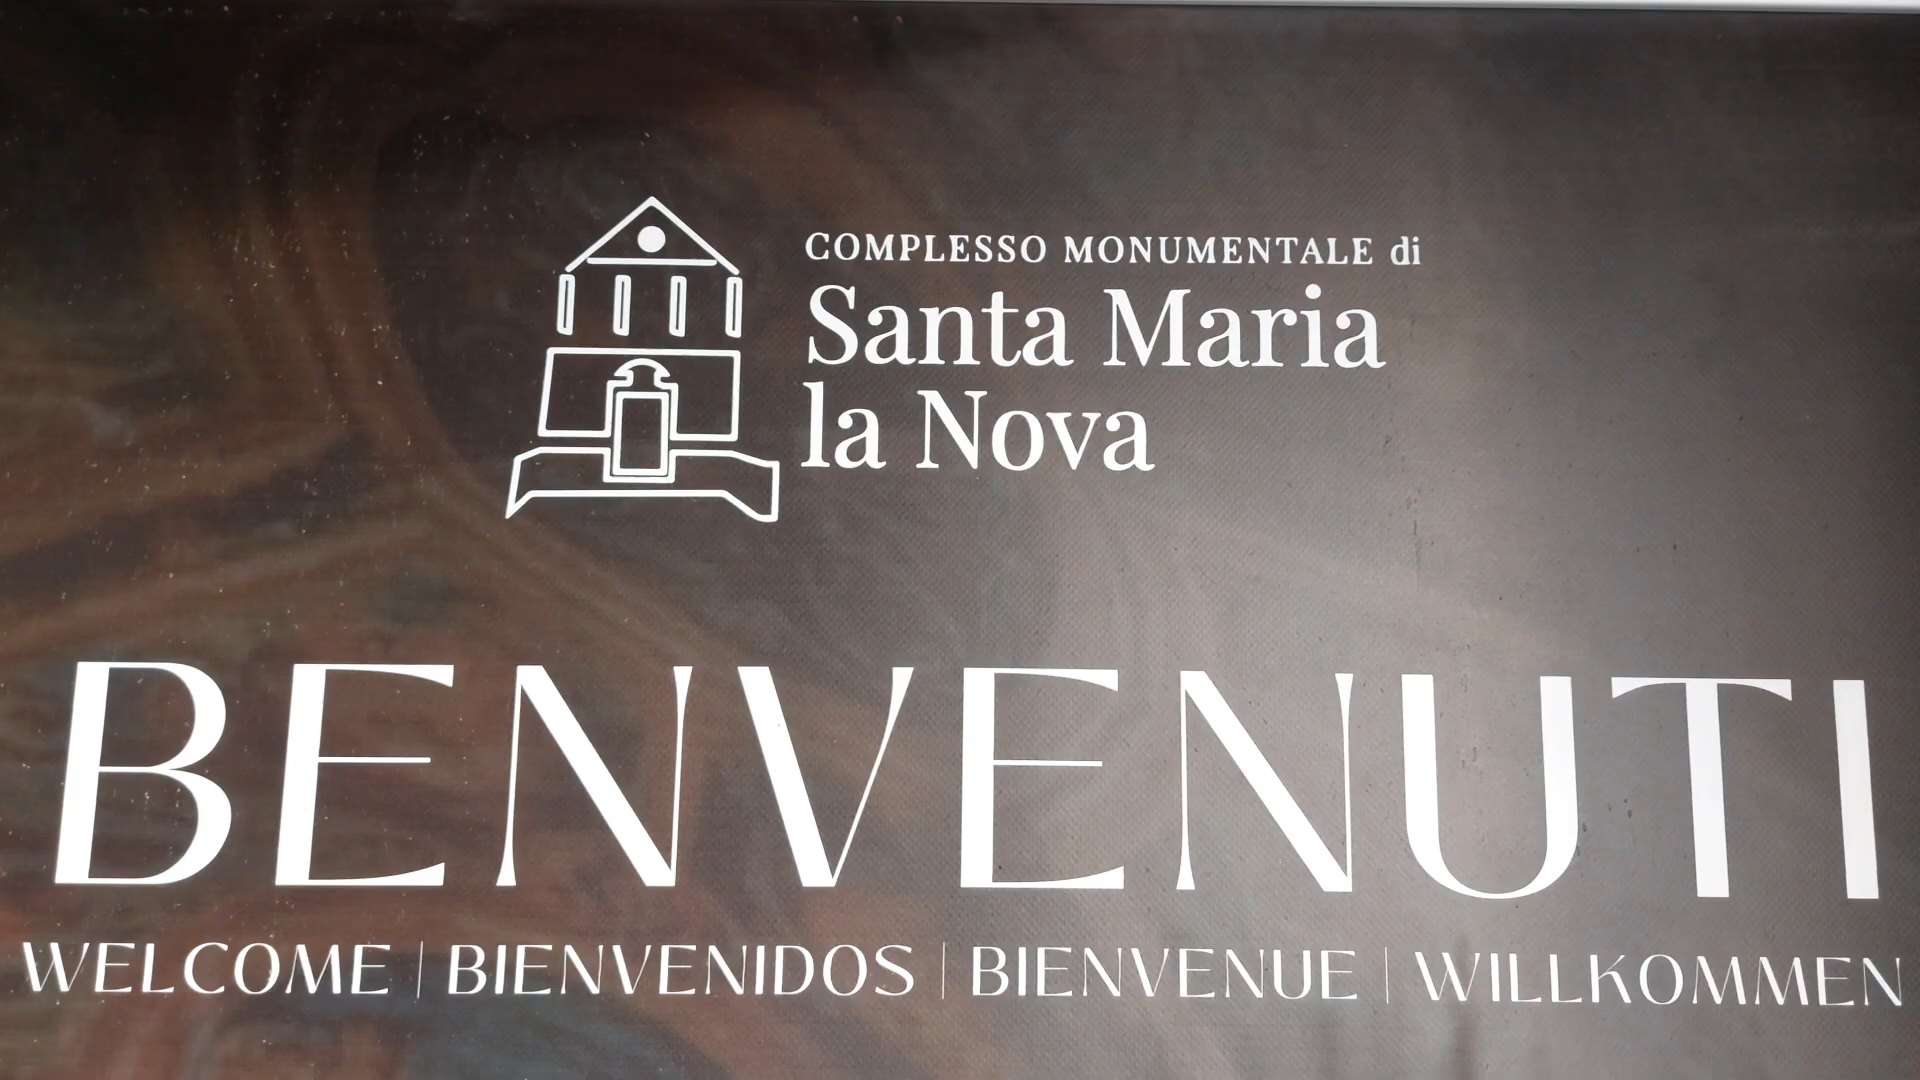 COMPLESSO MONUMENTALE di
Santa Maria
la Nova
BENVENUTI
WELCOME | BIENVENIDOS | BIENVENUE | WILLKOMMEN